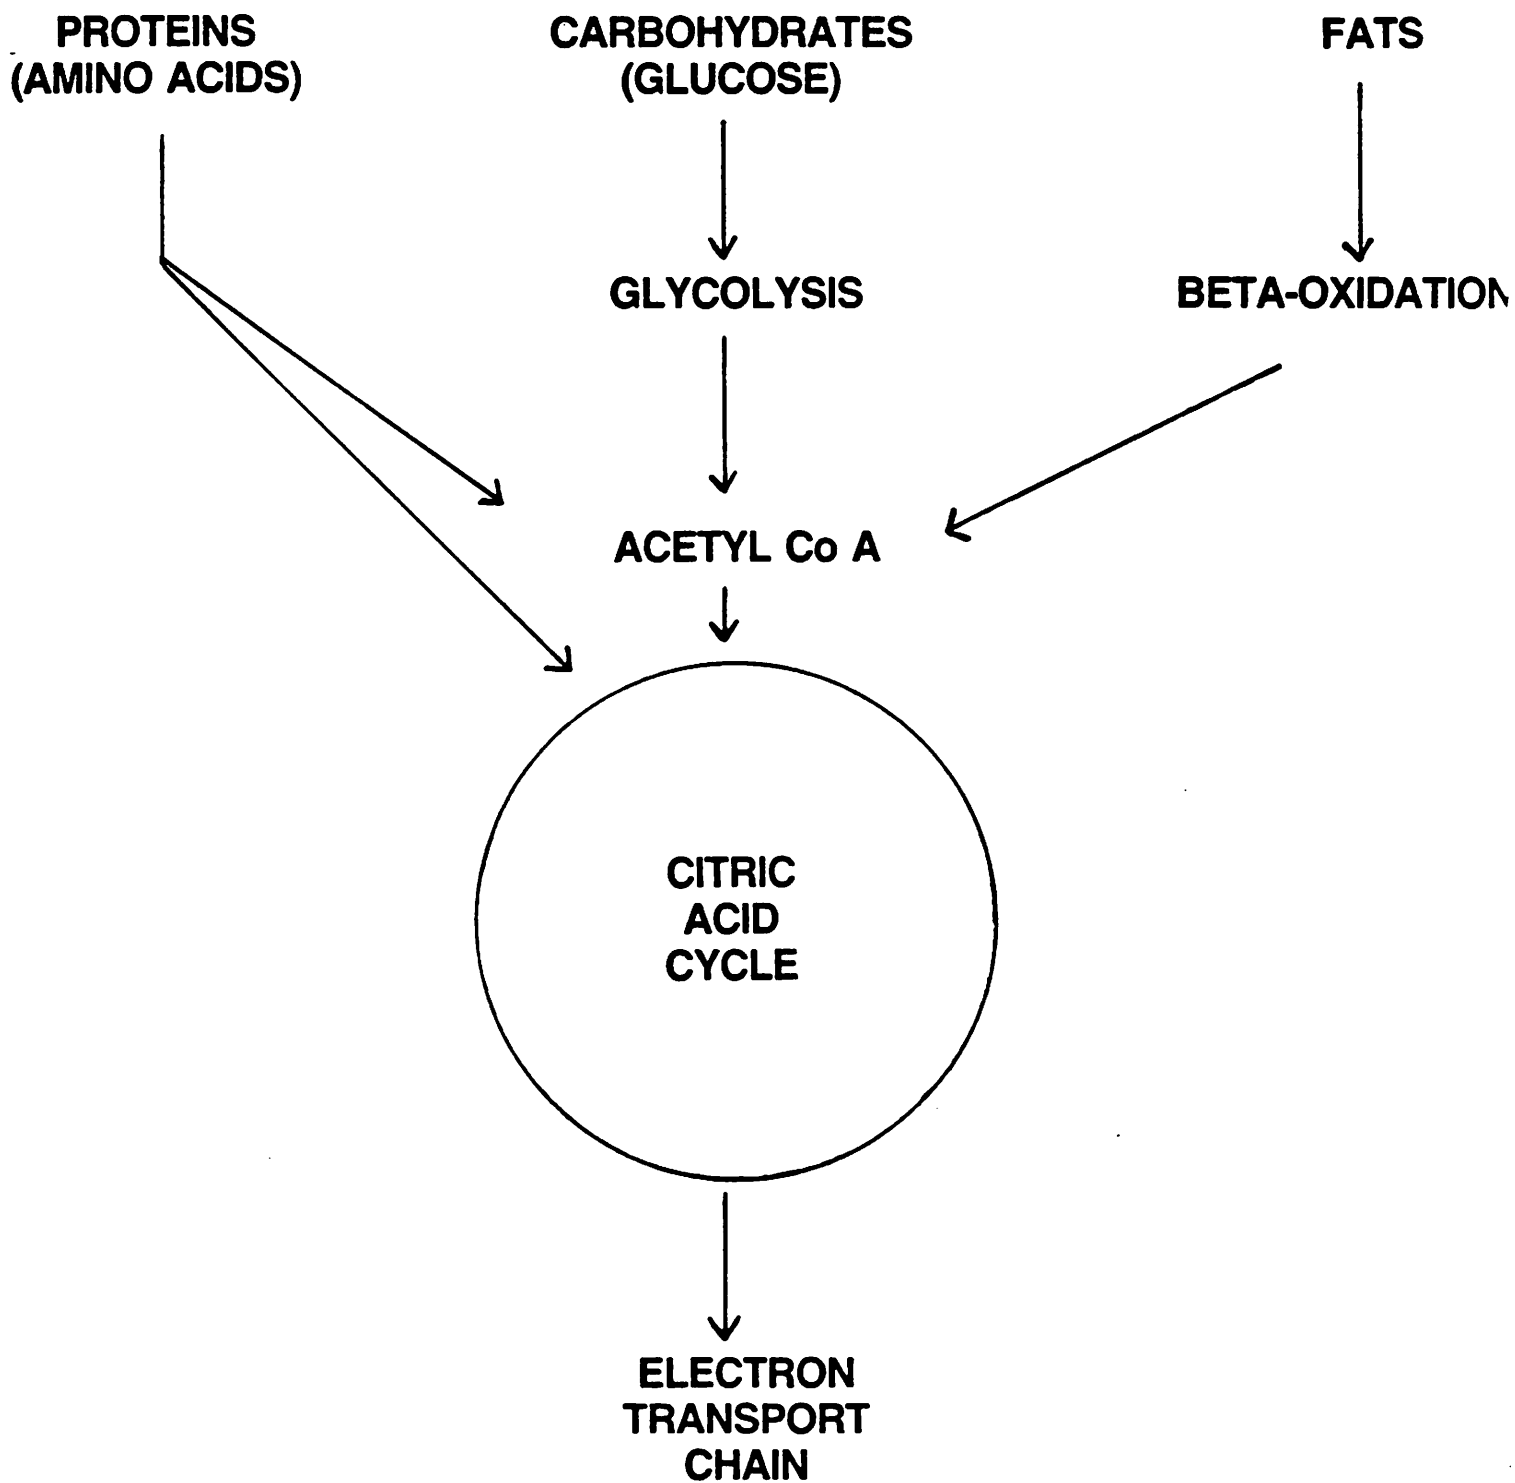 PROTEINS
(AMINO ACIDS)
CARBOHYDRATES
(GLUCOSE)
FATS
GLYCOLYSIS
BETA-OXIDATION
ACETYL Co A
CITRIC
ACID
CYCLE
ELECTRON
TRANSPORT
CHAIN